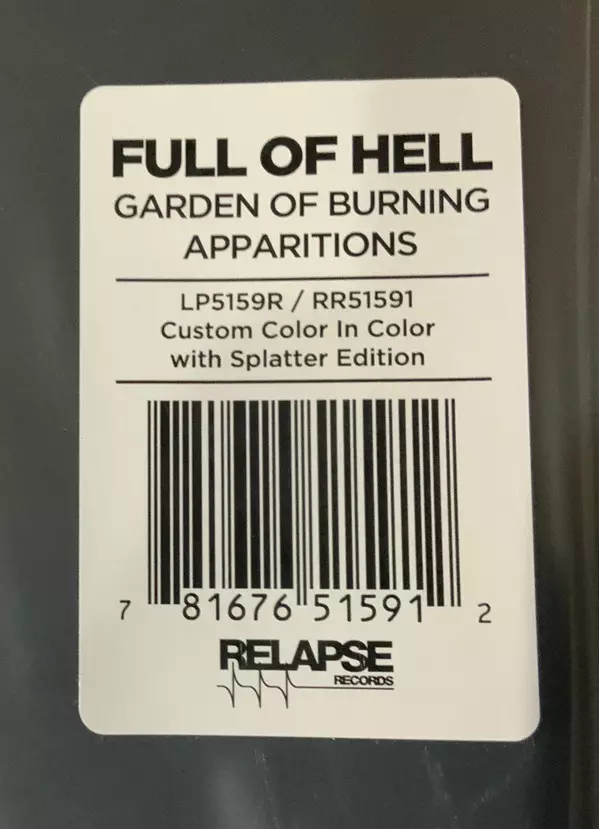 FULL OF HELL
GARDEN OF BURNING
APPARITIONS
LP5159R / RR51591
Custom Color In Color
with Splatter Edition
7 81676 51591 2
RELAPSE
RECORDS